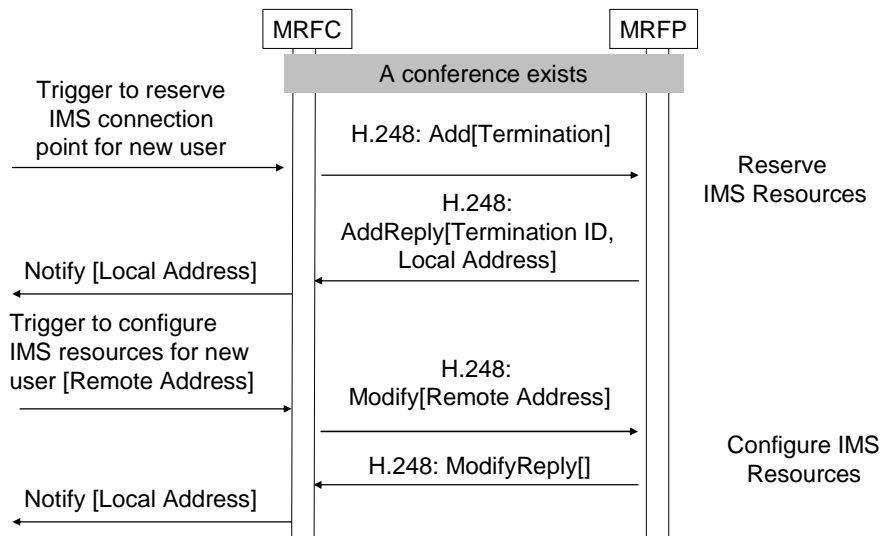 MRFC
MRFP
A conference exists
Trigger to reserve
IMS connection
point for new user
H.248: Add[Termination]
Reserve
IMS Resources
H.248:
AddReply[Termination ID,
Local Address]
Notify [Local Address]
Trigger to configure
IMS resources for new
user [Remote Address]
H.248:
Modify[Remote Address]
Configure IMS
Resources
H.248: ModifyReply[]
Notify [Local Address]